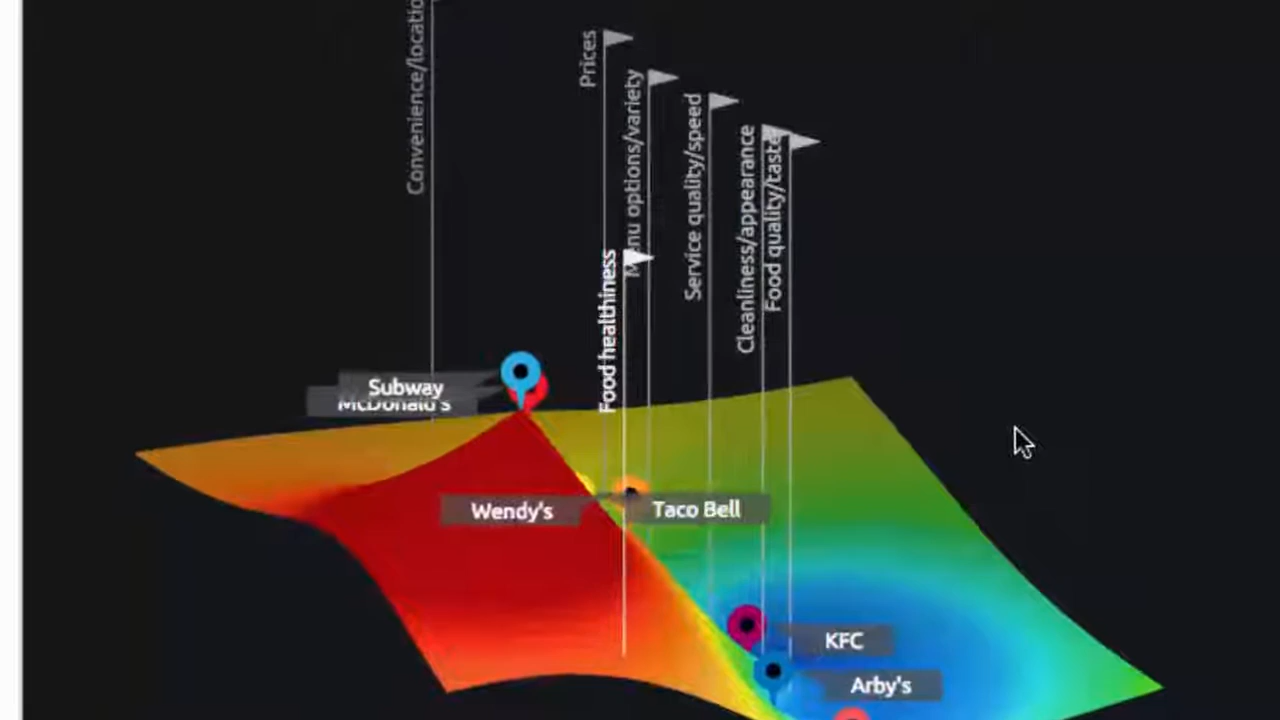 Convenience/locatio
Prices
Menu options/variety
Service quality/speed
Cleanliness/appearance
Food quality/taste
Food healthiness
Subway
McDonald's
Wendy's
Taco Bell
KFC
Arby's